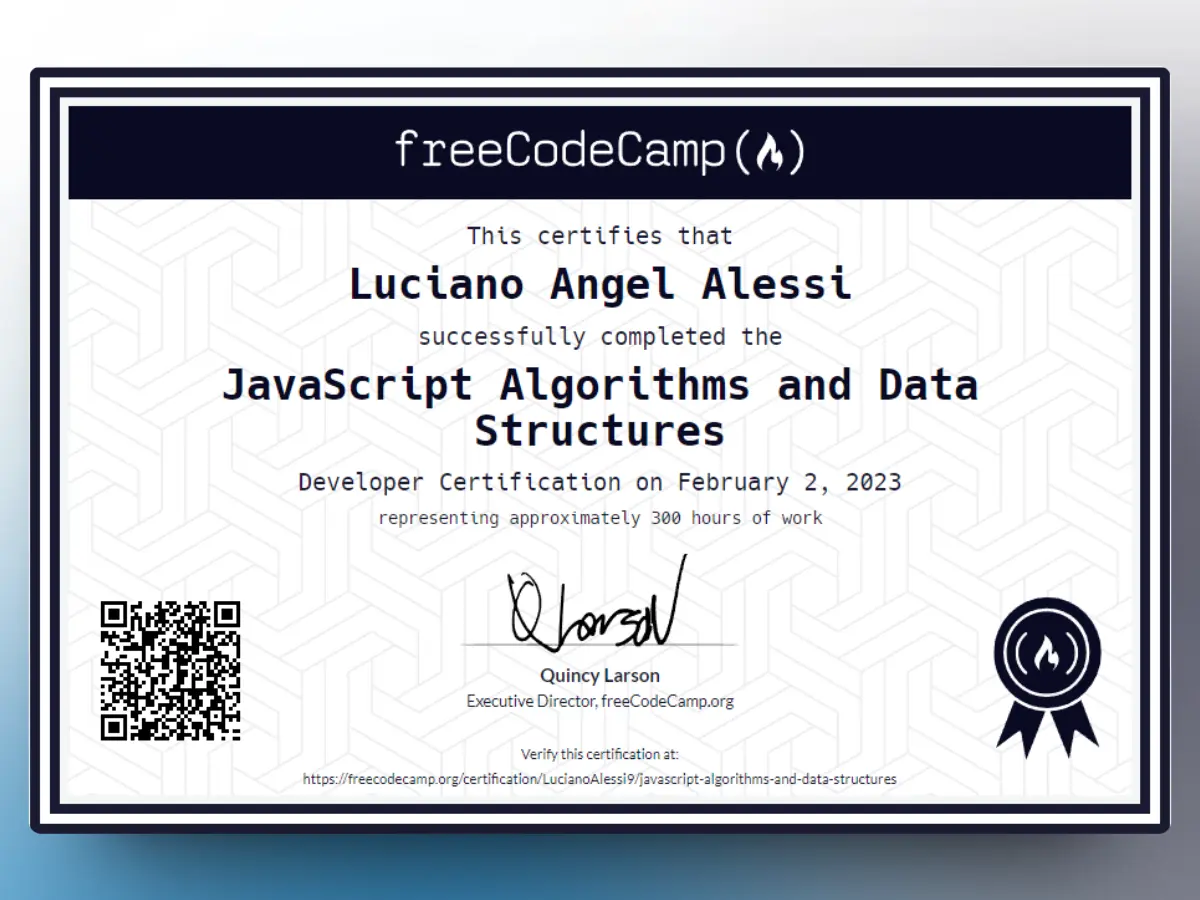 freeCodeCamp(🔥)
This certifies that
Luciano Angel Alessi
successfully completed the
JavaScript Algorithms and Data
Structures
Developer Certification on February 2, 2023
representing approximately 300 hours of work
Q Larson
Quincy Larson
Executive Director, freeCodeCamp.org
Verify this certification at:
https://freecodecamp.org/certification/LucianoAlessi9/javascript-algorithms-and-data-structures